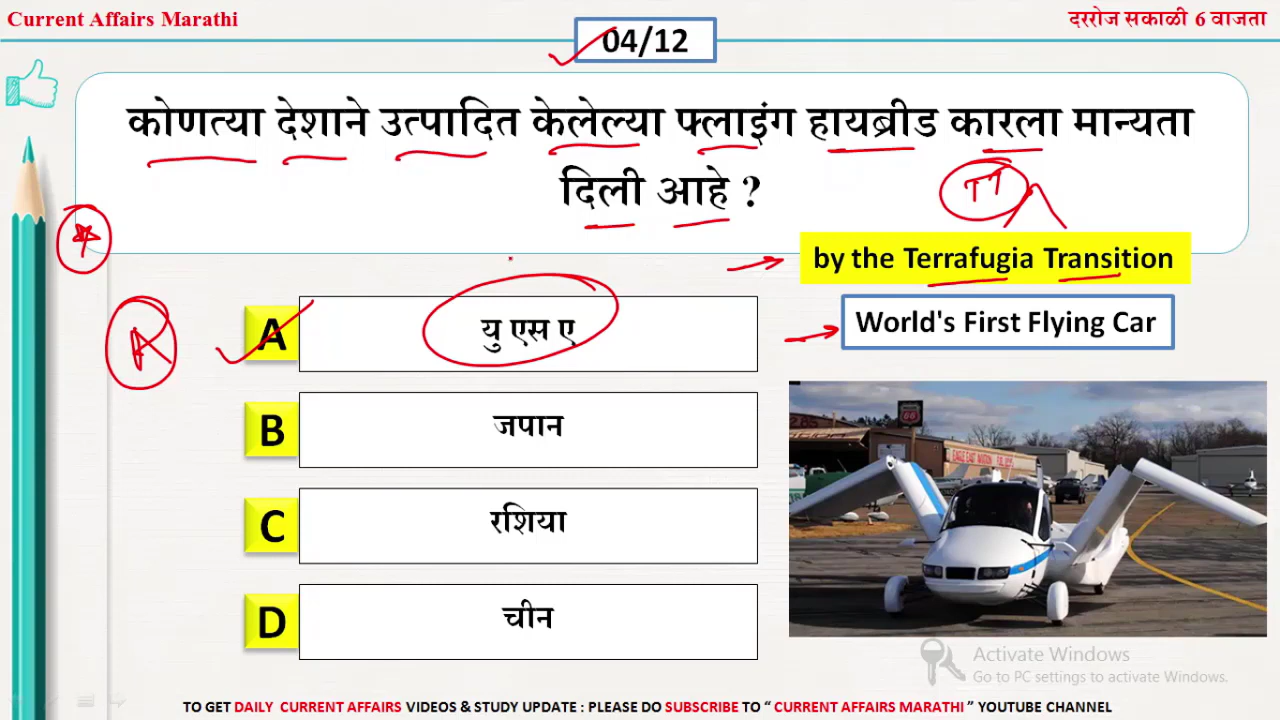 Current Affairs Marathi
दररोज सकाळी 6 वाजता
04/12
कोणत्या देशाने उत्पादित केलेल्या फ्लाइंग हायब्रीड कारला मान्यता
दिली आहे ?
TT
by the Terrafugia Transition
World's First Flying Car
A यु एस ए
B जपान
C रशिया
D चीन
Activate Windows
Go to PC settings to activate Windows.
TO GET DAILY CURRENT AFFAIRS VIDEOS & STUDY UPDATE : PLEASE DO SUBSCRIBE TO “ CURRENT AFFAIRS MARATHI ” YOUTUBE CHANNEL